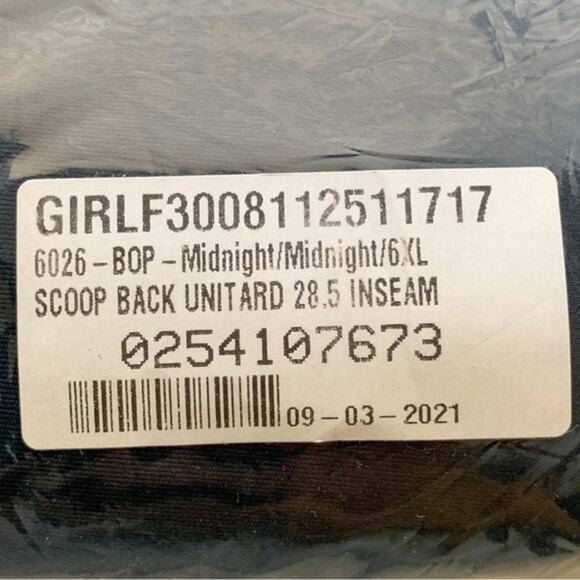 GIRLF3008112511717
6026-BOP-Midnight/Midnight/6XL
SCOOP BACK UNITARD 28.5 INSEAM
0254107673
09-03-2021